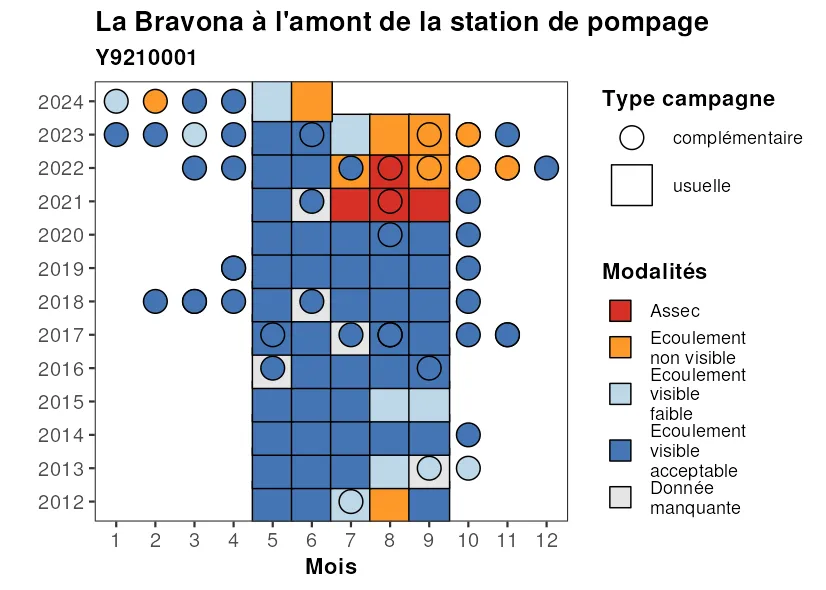 La Bravona à l'amont de la station de pompage
Y9210001
2024
2023
2022
2021
2020
2019
2018
2017
2016
2015
2014
2013
2012
1 2 3 4 5 6 7 8 9 10 11 12
Mois
Type campagne
complémentaire
usuelle
Modalités
Assec
Ecoulement
non visible
Ecoulement
visible
faible
Ecoulement
visible
acceptable
Donnée
manquante